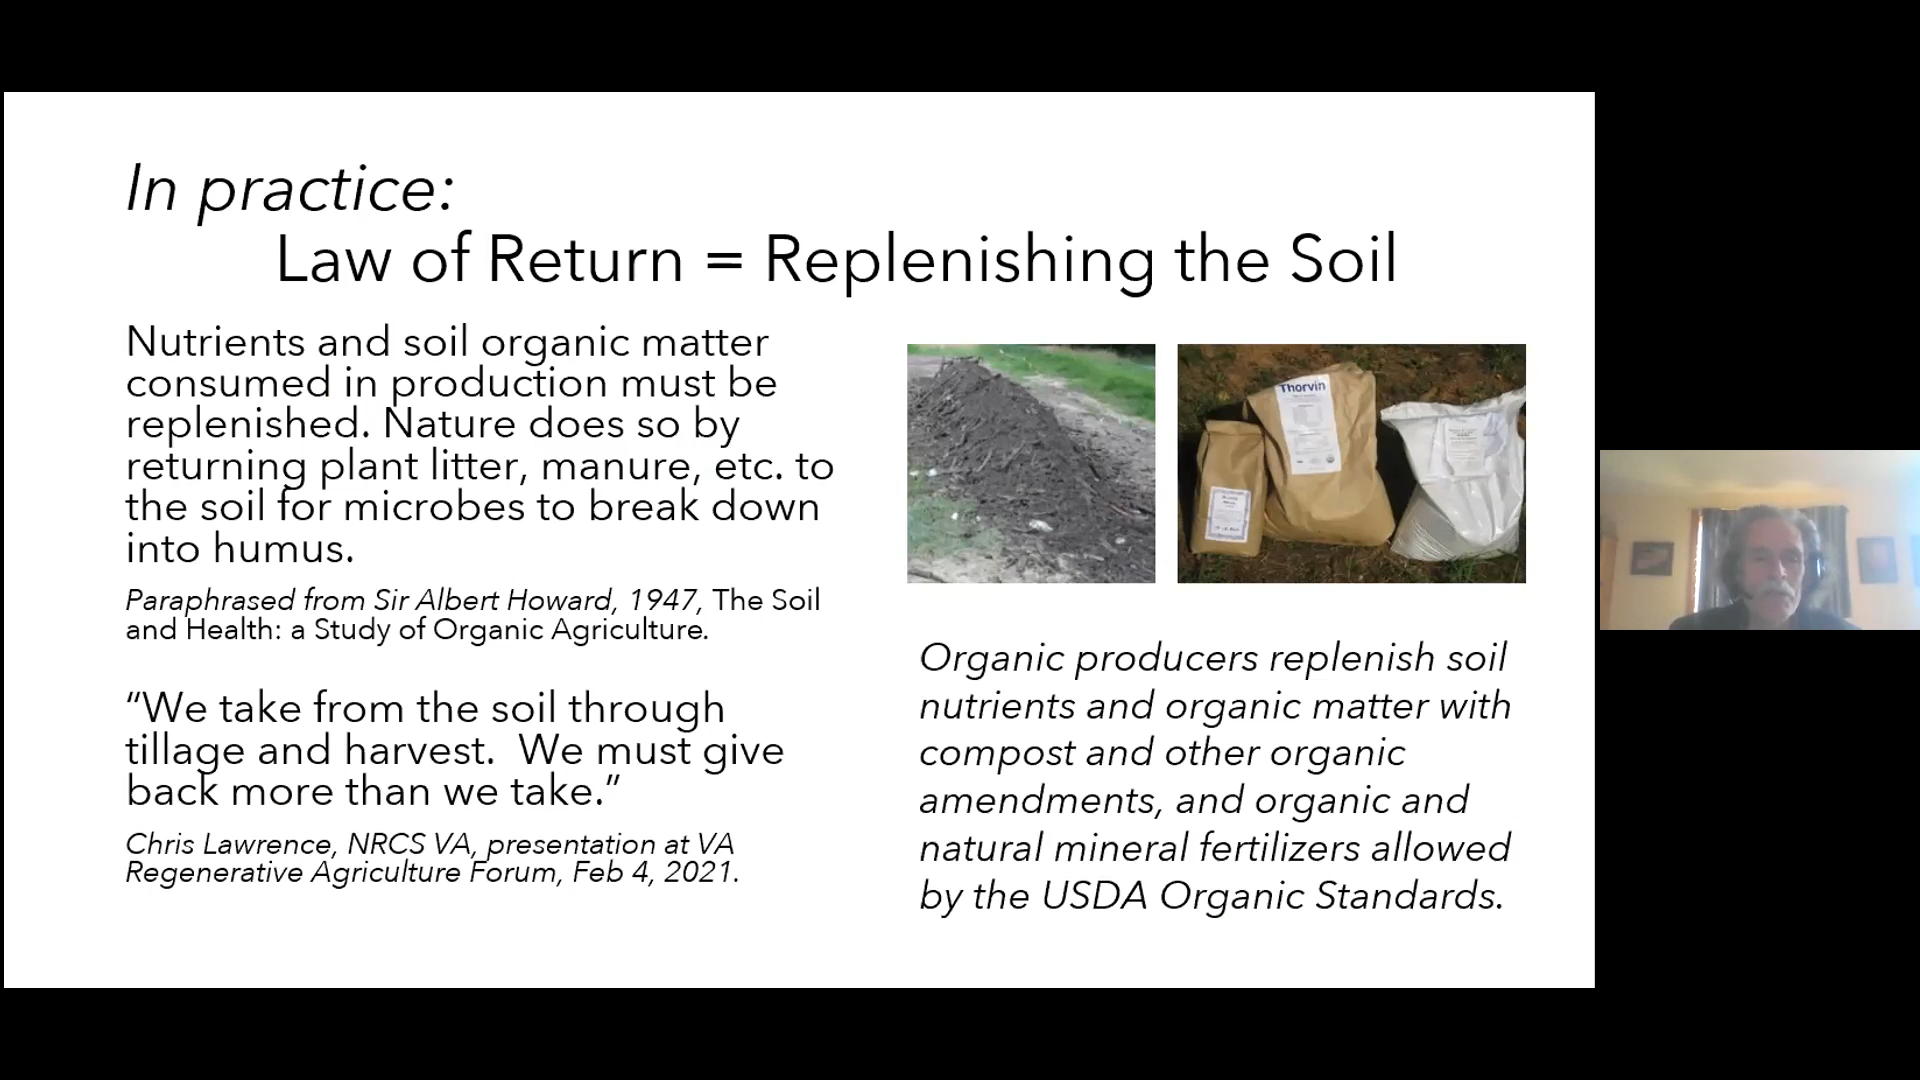 In practice:
Law of Return = Replenishing the Soil
Nutrients and soil organic matter
consumed in production must be
replenished. Nature does so by
returning plant litter, manure, etc. to
the soil for microbes to break down
into humus.
Paraphrased from Sir Albert Howard, 1947, The Soil
and Health: a Study of Organic Agriculture.
“We take from the soil through
tillage and harvest.  We must give
back more than we take.”
Chris Lawrence, NRCS VA, presentation at VA
Regenerative Agriculture Forum, Feb 4, 2021.
Thorvin
Organic producers replenish soil
nutrients and organic matter with
compost and other organic
amendments, and organic and
natural mineral fertilizers allowed
by the USDA Organic Standards.